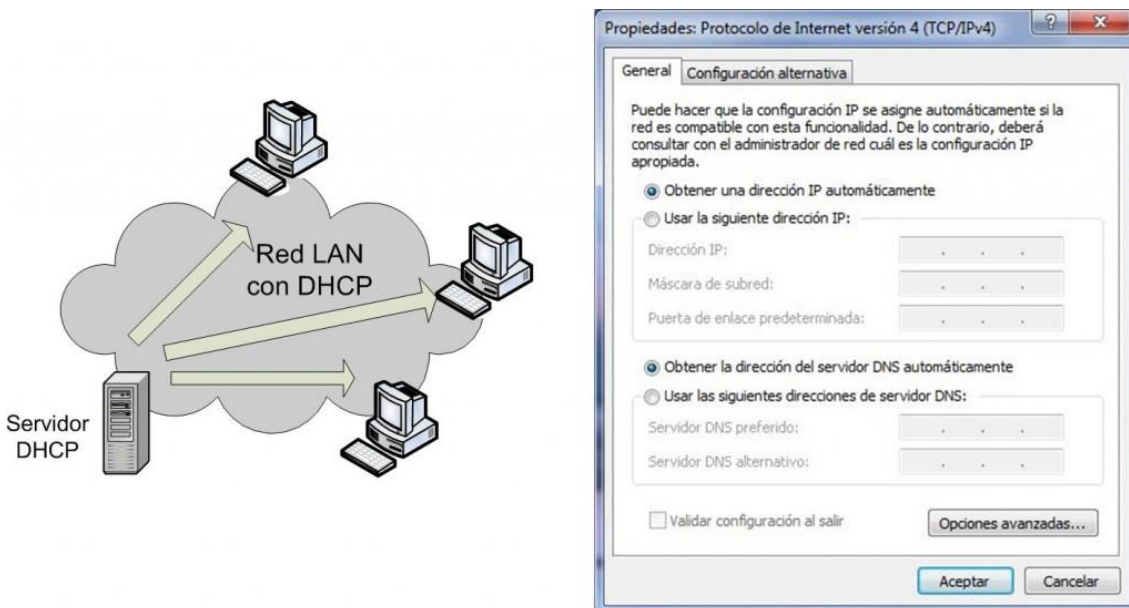 Red LAN
con DHCP
Servidor
DHCP
Propiedades: Protocolo de Internet versión 4 (TCP/IPv4)
General
Configuración alternativa
Puede hacer que la configuración IP se asigne automáticamente si la
red es compatible con esta funcionalidad. De lo contrario, deberá
consultar con el administrador de red cuál es la configuración IP
apropiada.
Obtener una dirección IP automáticamente
Usar la siguiente dirección IP:
Dirección IP:
Máscara de subred:
Puerta de enlace predeterminada:
Obtener la dirección del servidor DNS automáticamente
Usar las siguientes direcciones de servidor DNS:
Servidor DNS preferido:
Servidor DNS alternativo:
Validar configuración al salir
Opciones avanzadas...
Aceptar
Cancelar